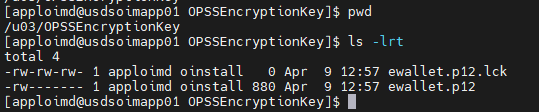 [apploimd@usdsoimapp01 OPSSEncryptionKey]$ pwd
/u03/OPSSEncryptionKey
[apploimd@usdsoimapp01 OPSSEncryptionKey]$ ls -lrt
total 4
-rw-rw-rw- 1 apploimd oinstall   0 Apr  9 12:57 ewallet.p12.lck
-rw------- 1 apploimd oinstall 880 Apr  9 12:57 ewallet.p12
[apploimd@usdsoimapp01 OPSSEncryptionKey]$